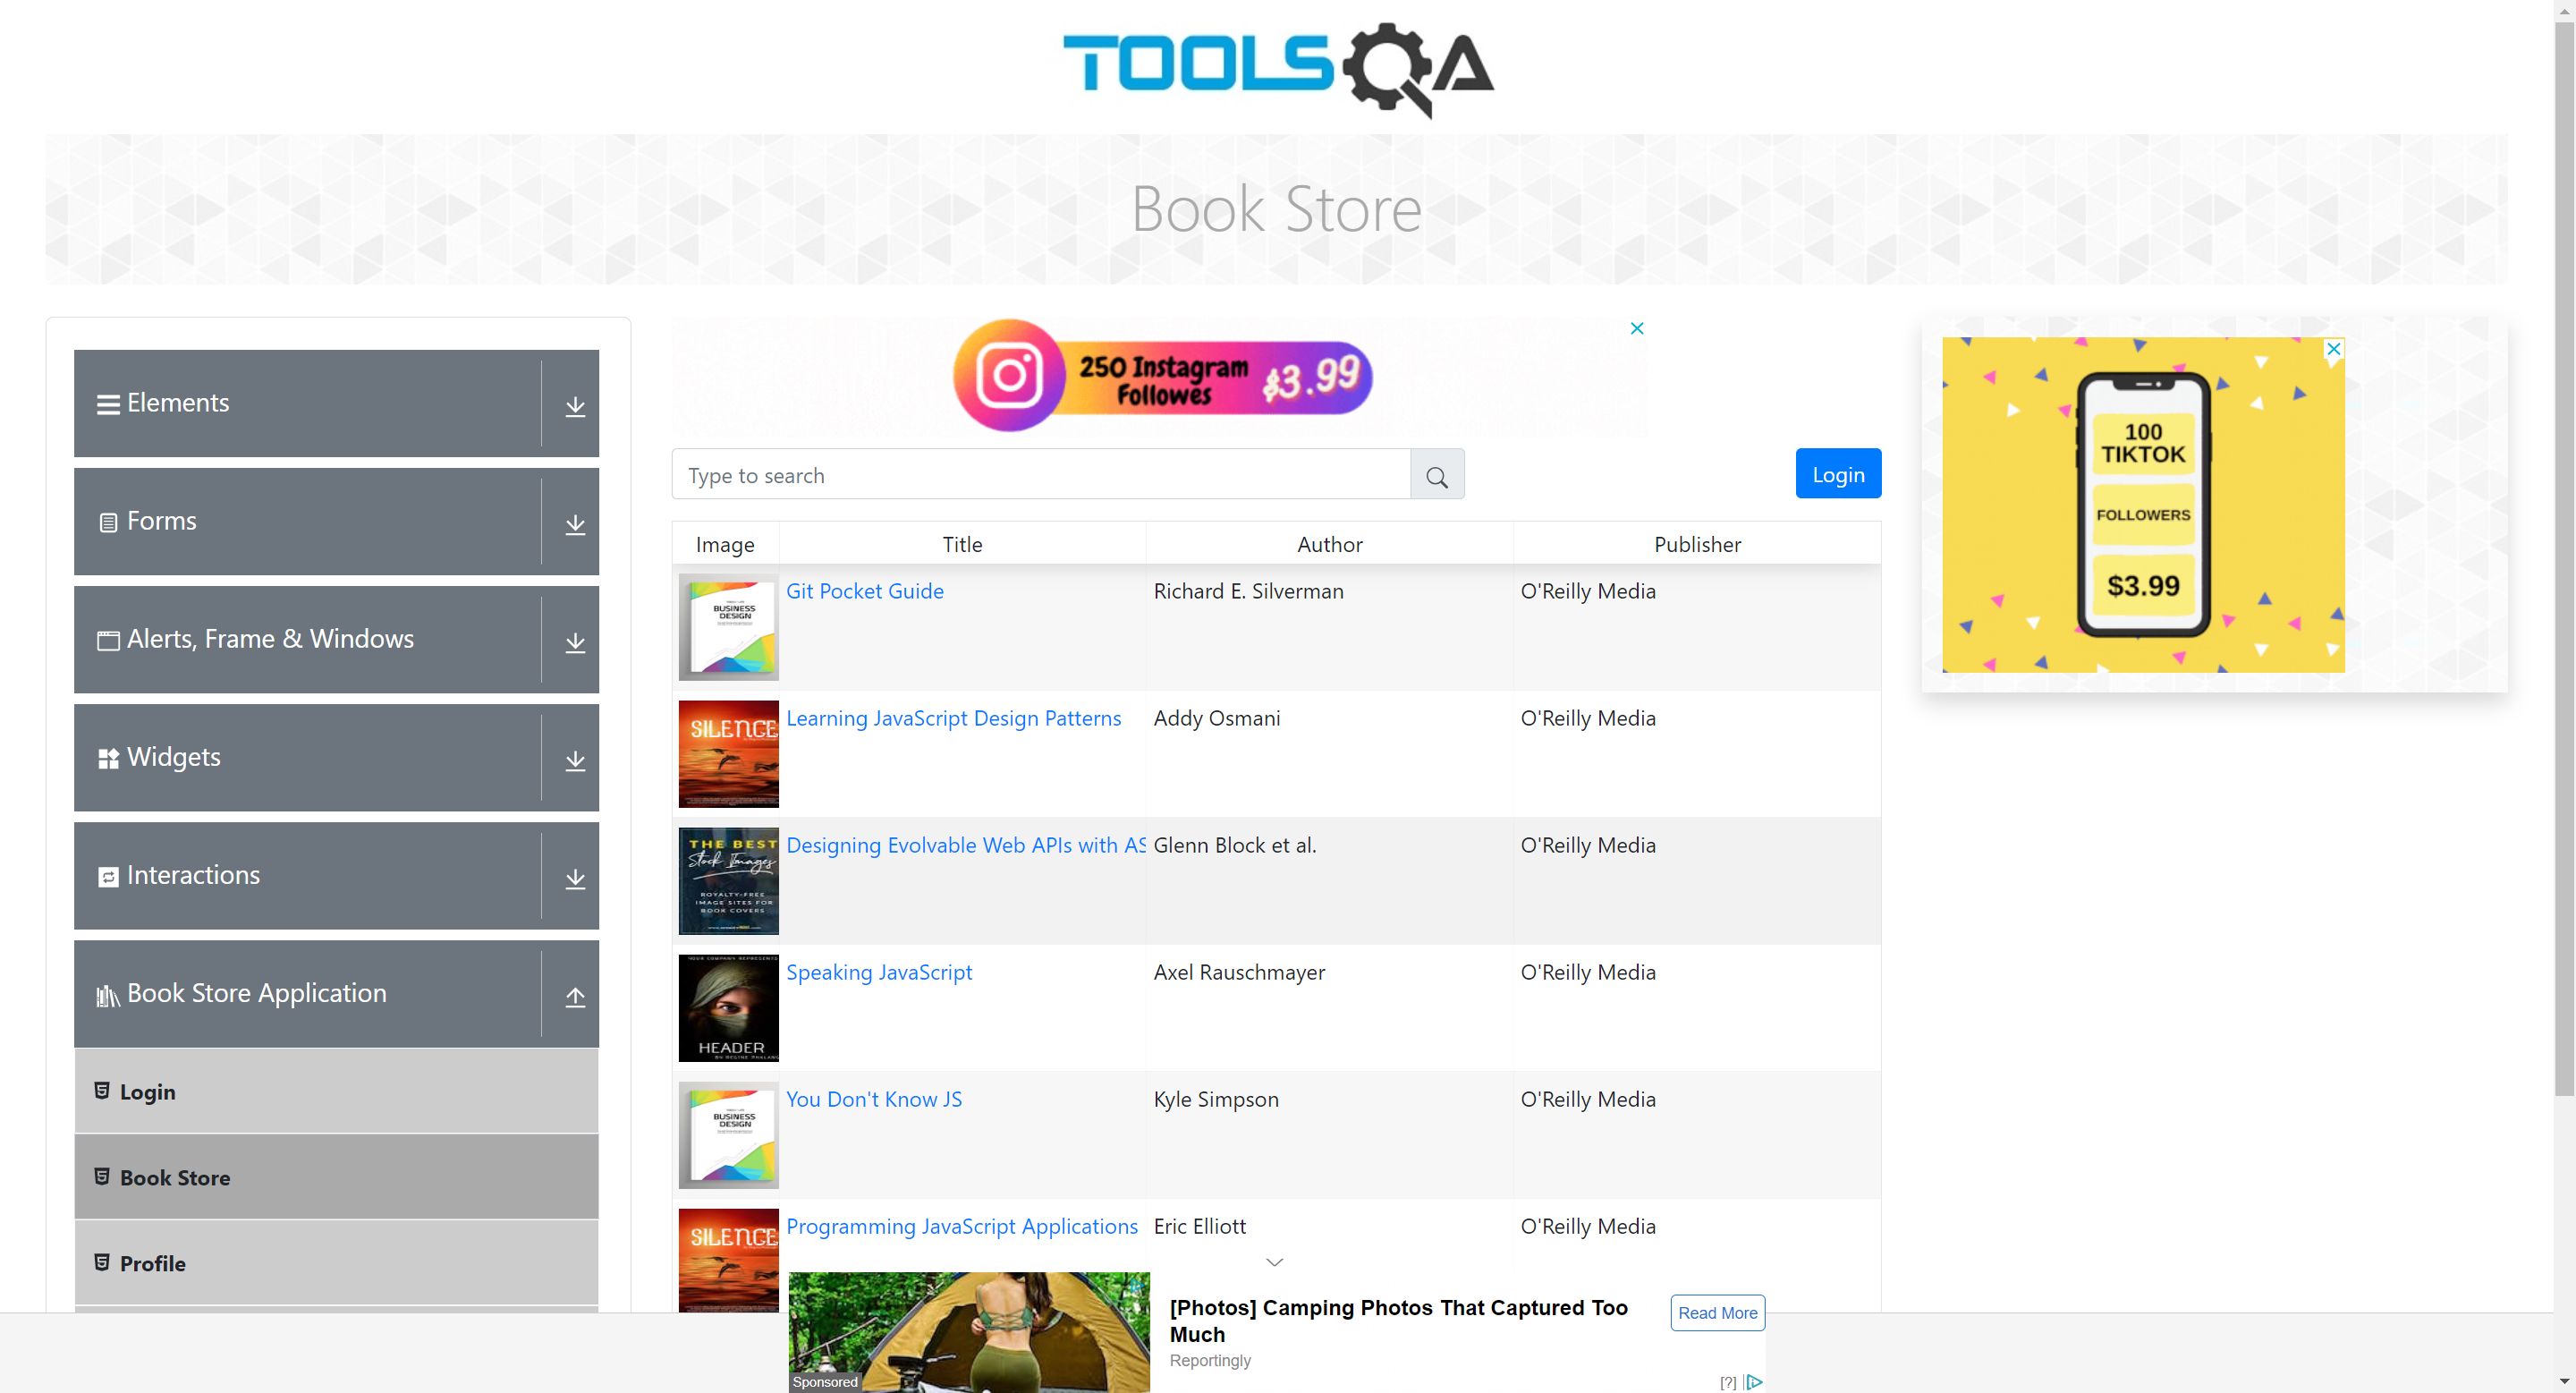 TOOLSQA
Book Store
Elements
Forms
Alerts, Frame & Windows
Widgets
Interactions
Book Store Application
Login
Book Store
Profile
250 Instagram
Followes
$3.99
Type to search
Login
Image Title Author Publisher
BUSINESS
DESIGN
Git Pocket Guide Richard E. Silverman O'Reilly Media
SILENCE
Learning JavaScript Design Patterns Addy Osmani O'Reilly Media
THE BEST
Stock Images
ROYALTY-FREE
IMAGE SITES FOR
BOOK COVERS
Designing Evolvable Web APIs with AS Glenn Block et al. O'Reilly Media
YOUR COMPANY REPRESENTS
HEADER
Speaking JavaScript Axel Rauschmayer O'Reilly Media
BUSINESS
DESIGN
You Don't Know JS Kyle Simpson O'Reilly Media
SILENCE
Programming JavaScript Applications Eric Elliott O'Reilly Media
100
TIKTOK
FOLLOWERS
$3.99
Sponsored
[Photos] Camping Photos That Captured Too
Much
Reportingly
Read More
[?]